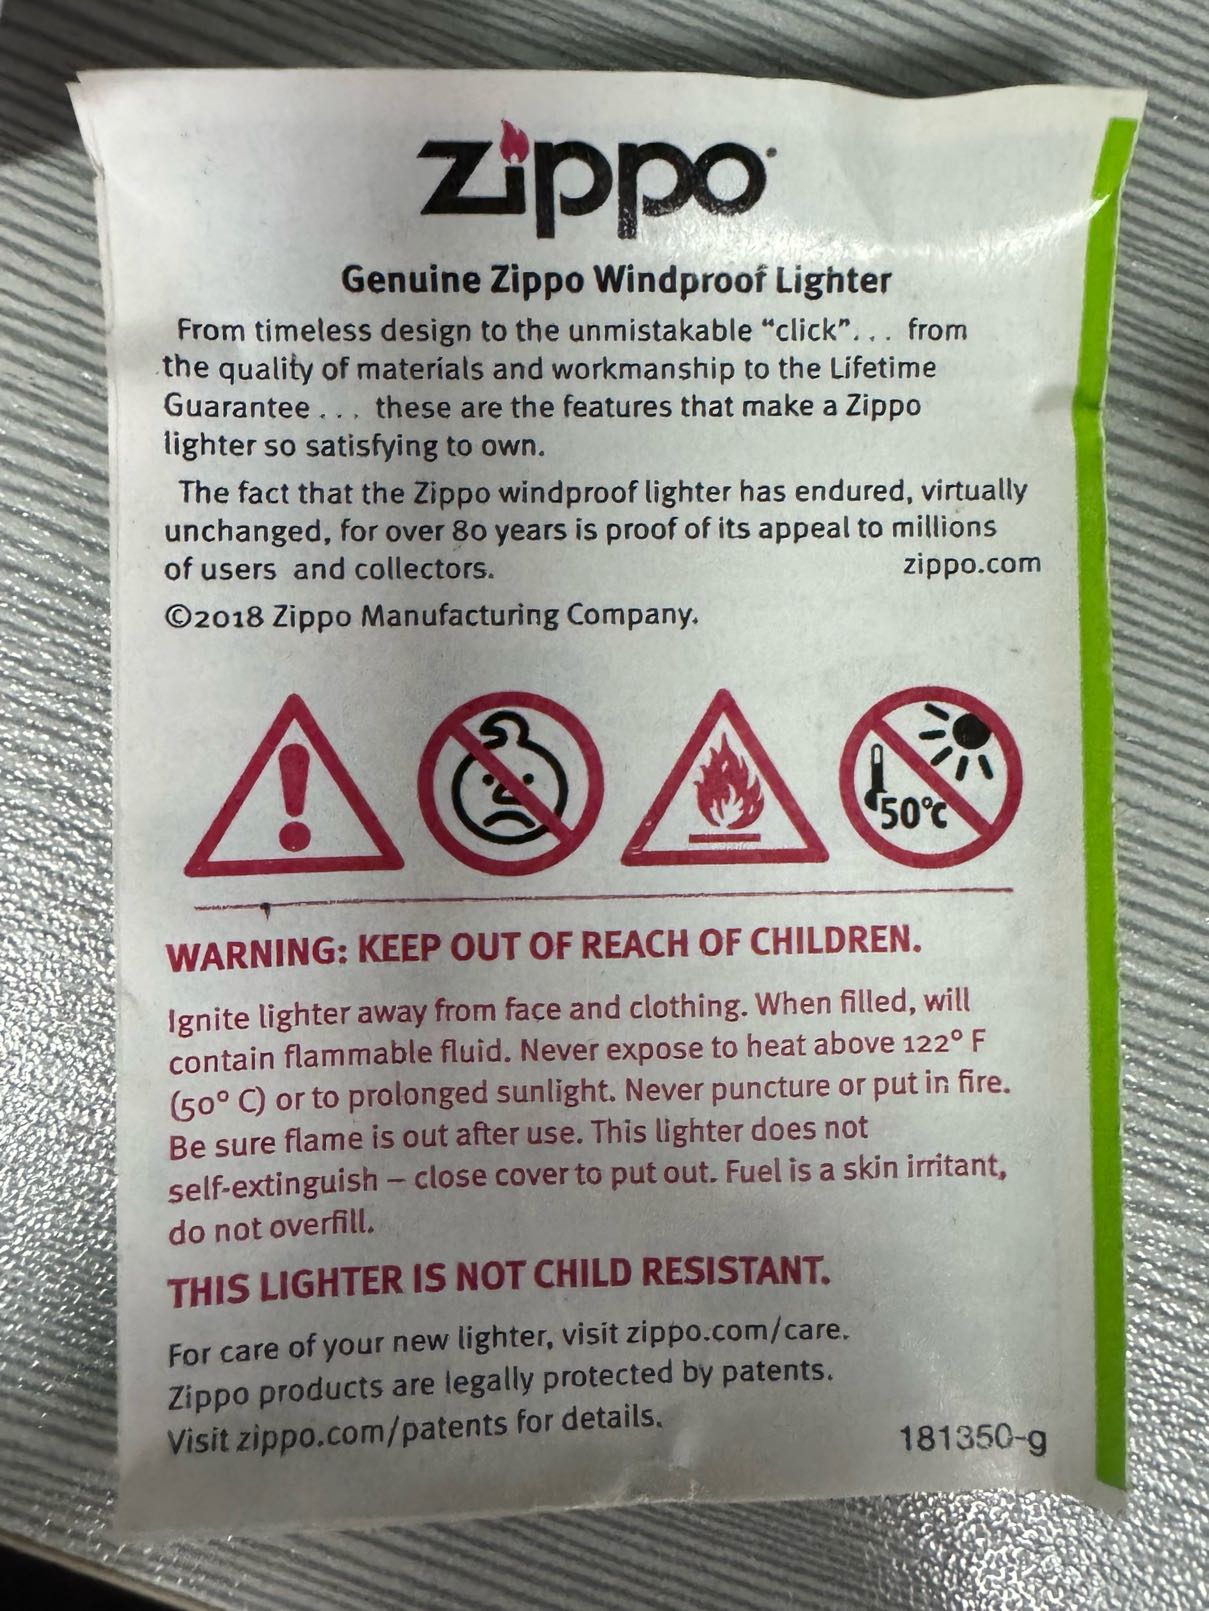 zippo
Genuine Zippo Windproof Lighter
From timeless design to the unmistakable “click”... from
the quality of materials and workmanship to the Lifetime
Guarantee ... these are the features that make a Zippo
lighter so satisfying to own.
The fact that the Zippo windproof lighter has endured, virtually
unchanged, for over 80 years is proof of its appeal to millions
of users and collectors. zippo.com
©2018 Zippo Manufacturing Company.
50°c
WARNING: KEEP OUT OF REACH OF CHILDREN.
Ignite lighter away from face and clothing. When filled, will
contain flammable fluid. Never expose to heat above 122° F
(50° C) or to prolonged sunlight. Never puncture or put in fire.
Be sure flame is out after use. This lighter does not
self-extinguish – close cover to put out. Fuel is a skin irritant,
do not overfill.
THIS LIGHTER IS NOT CHILD RESISTANT.
For care of your new lighter, visit zippo.com/care.
Zippo products are legally protected by patents.
Visit zippo.com/patents for details.
181350-g